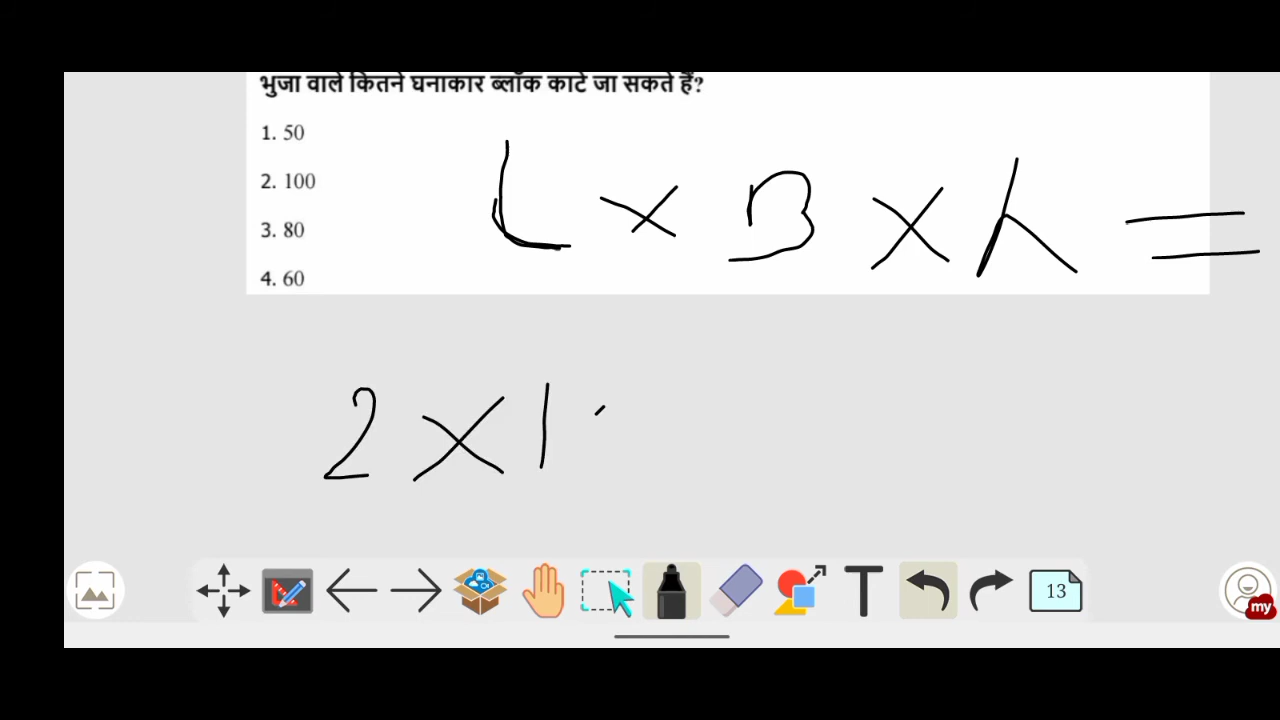 भुजा वाले कितने घनाकार ब्लॉक काटे जा सकते हैं?
1. 50
2. 100
3. 80
4. 60
L × B × h =
2 × 1
T
13
my